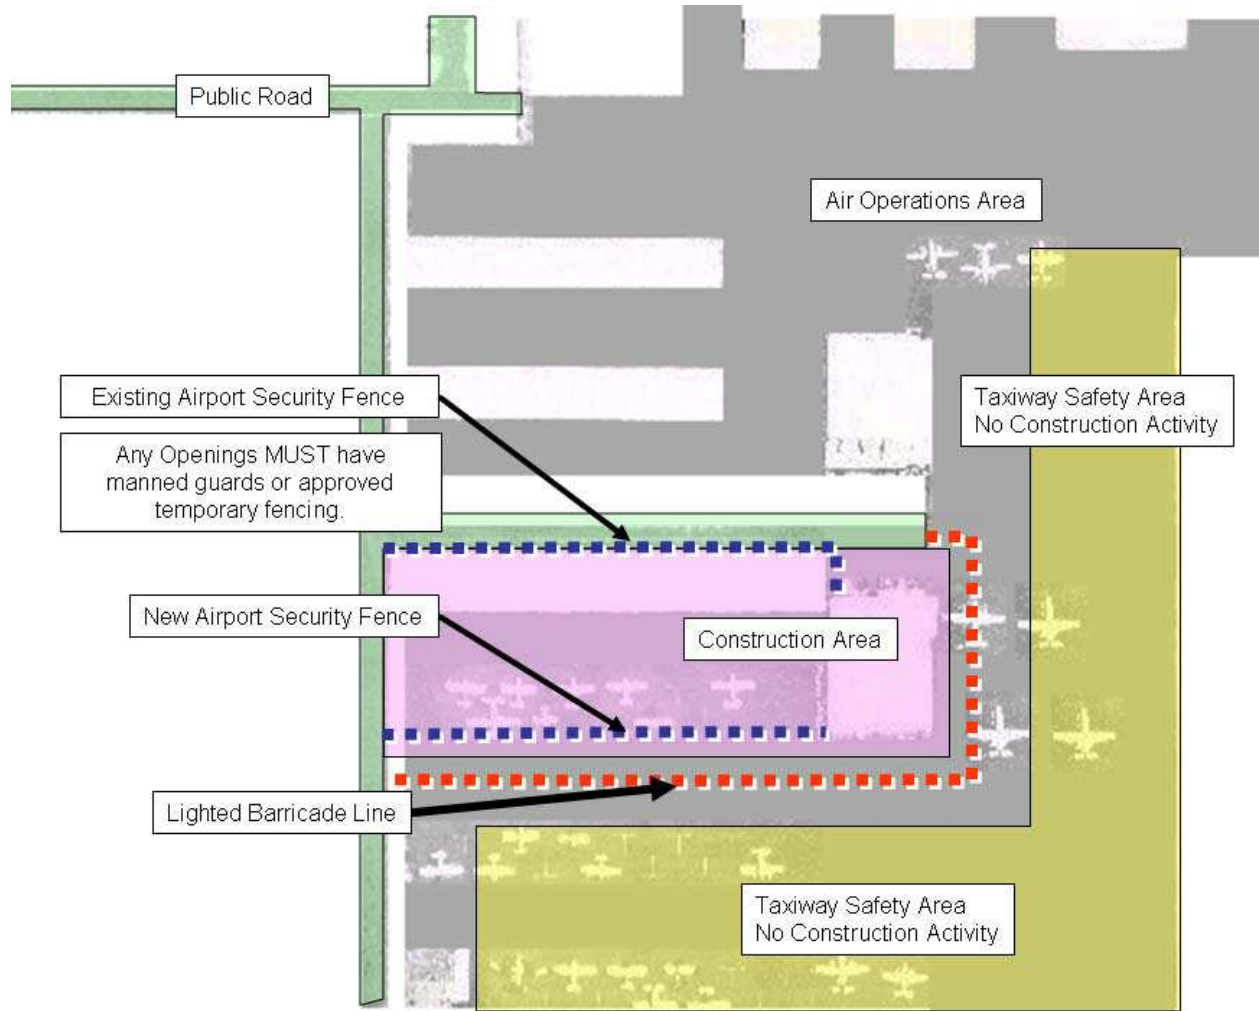 Public Road
Air Operations Area
Existing Airport Security Fence
Taxiway Safety Area
No Construction Activity
Any Openings MUST have
manned guards or approved
temporary fencing.
New Airport Security Fence
Construction Area
Lighted Barricade Line
Taxiway Safety Area
No Construction Activity